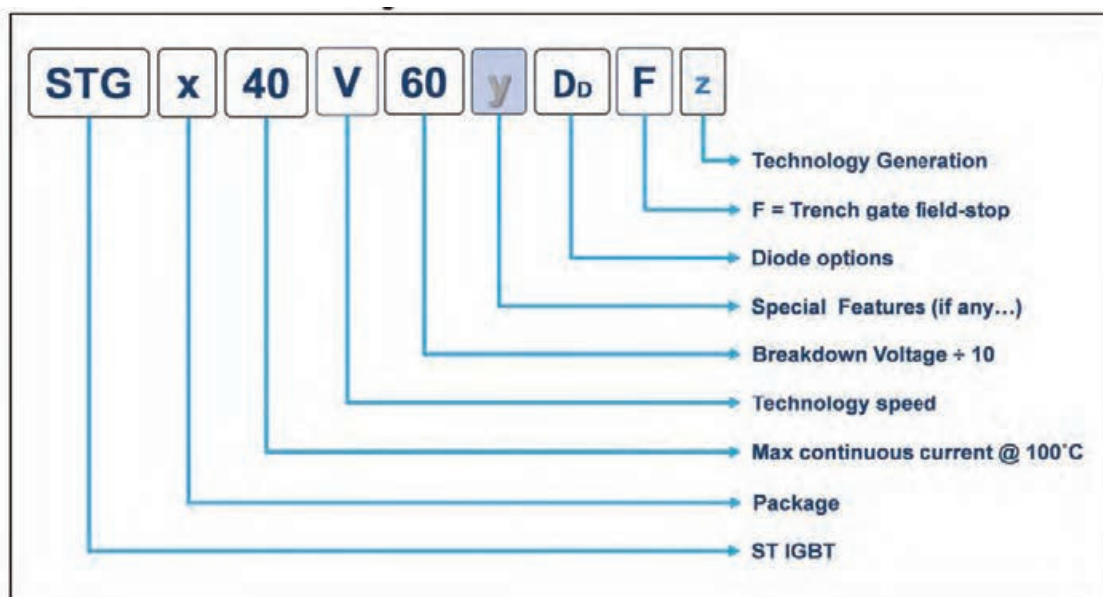 STG x 40 V 60 y DD F z
Technology Generation
F = Trench gate field-stop
Diode options
Special Features (if any...)
Breakdown Voltage ÷ 10
Technology speed
Max continuous current @ 100˚C
Package
ST IGBT